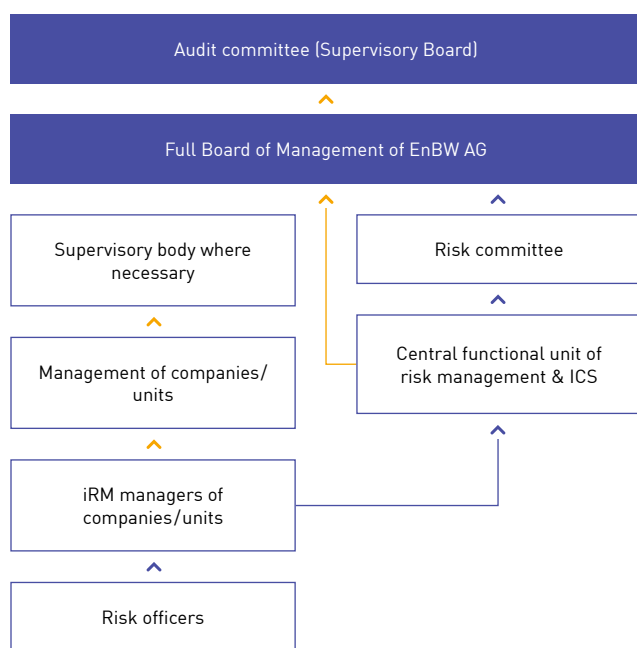 Audit committee (Supervisory Board)
Full Board of Management of EnBW AG
Supervisory body where
necessary
Risk committee
Management of companies/
units
Central functional unit of
risk management & ICS
iRM managers of
companies/units
Risk officers